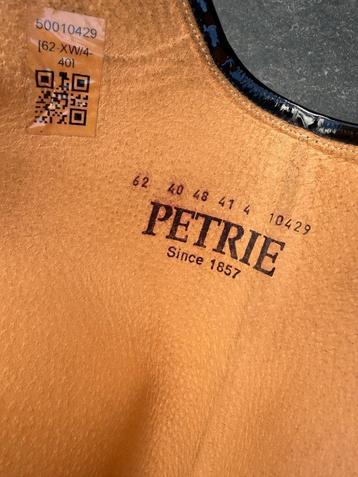 50010429
[62-XW/4-
40]
62 40 48 41 4 10429
PETRIE
Since 1857